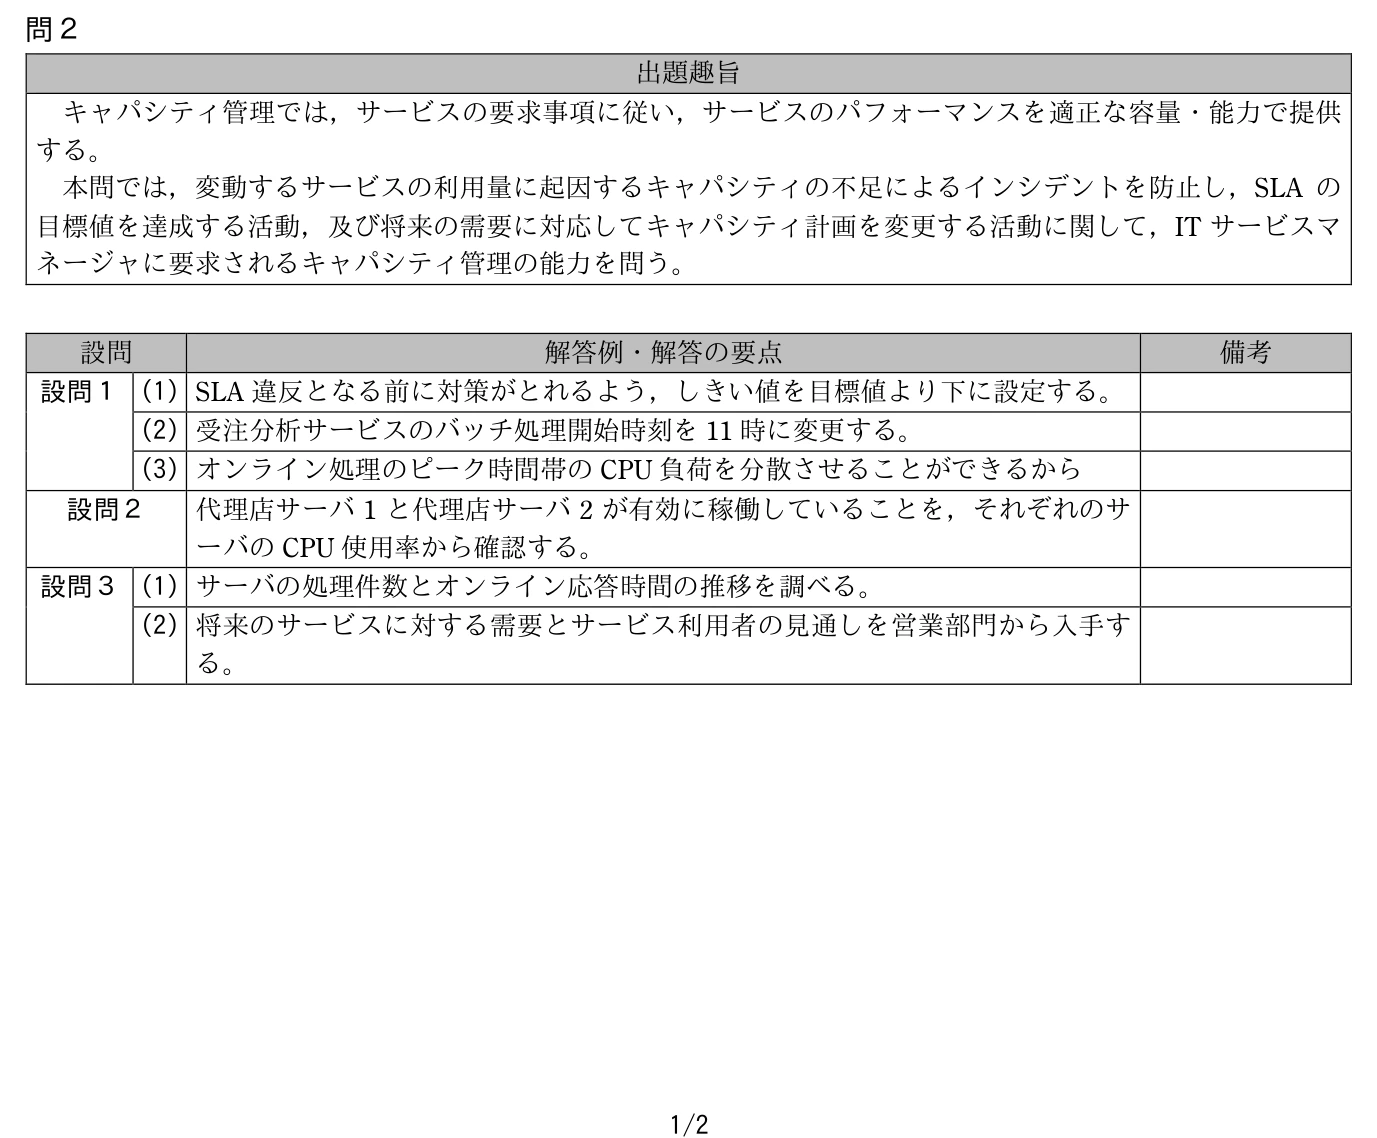 問２
出題趣旨
キャパシティ管理では，サービスの要求事項に従い，サービスのパフォーマンスを適正な容量・能力で提供
する。
本問では，変動するサービスの利用量に起因するキャパシティの不足によるインシデントを防止し，SLA の
目標値を達成する活動，及び将来の需要に対応してキャパシティ計画を変更する活動に関して，IT サービスマ
ネージャに要求されるキャパシティ管理の能力を問う。
設問 解答例・解答の要点 備考
設問１ (1) SLA 違反となる前に対策がとれるよう，しきい値を目標値より下に設定する。
(2) 受注分析サービスのバッチ処理開始時刻を 11 時に変更する。
(3) オンライン処理のピーク時間帯の CPU 負荷を分散させることができるから
設問２ 代理店サーバ 1 と代理店サーバ 2 が有効に稼働していることを，それぞれのサ
ーバの CPU 使用率から確認する。
設問３ (1) サーバの処理件数とオンライン応答時間の推移を調べる。
(2) 将来のサービスに対する需要とサービス利用者の見通しを営業部門から入手す
る。
1/2